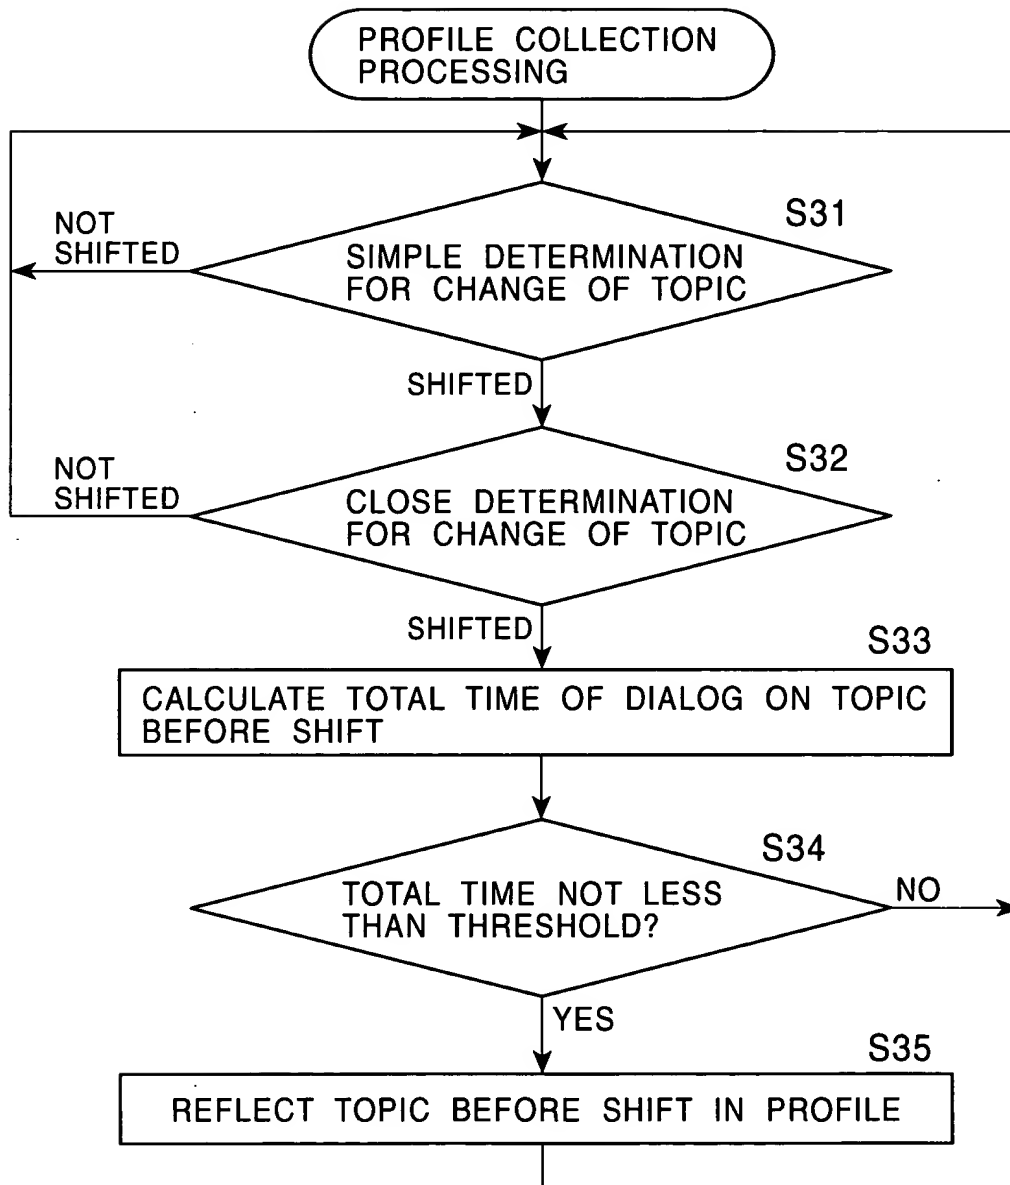 PROFILE COLLECTION
PROCESSING
S31
NOT
SHIFTED
SIMPLE DETERMINATION
FOR CHANGE OF TOPIC
SHIFTED
S32
NOT
SHIFTED
CLOSE DETERMINATION
FOR CHANGE OF TOPIC
SHIFTED
S33
CALCULATE TOTAL TIME OF DIALOG ON TOPIC
BEFORE SHIFT
S34
TOTAL TIME NOT LESS
THAN THRESHOLD?
NO
YES
S35
REFLECT TOPIC BEFORE SHIFT IN PROFILE